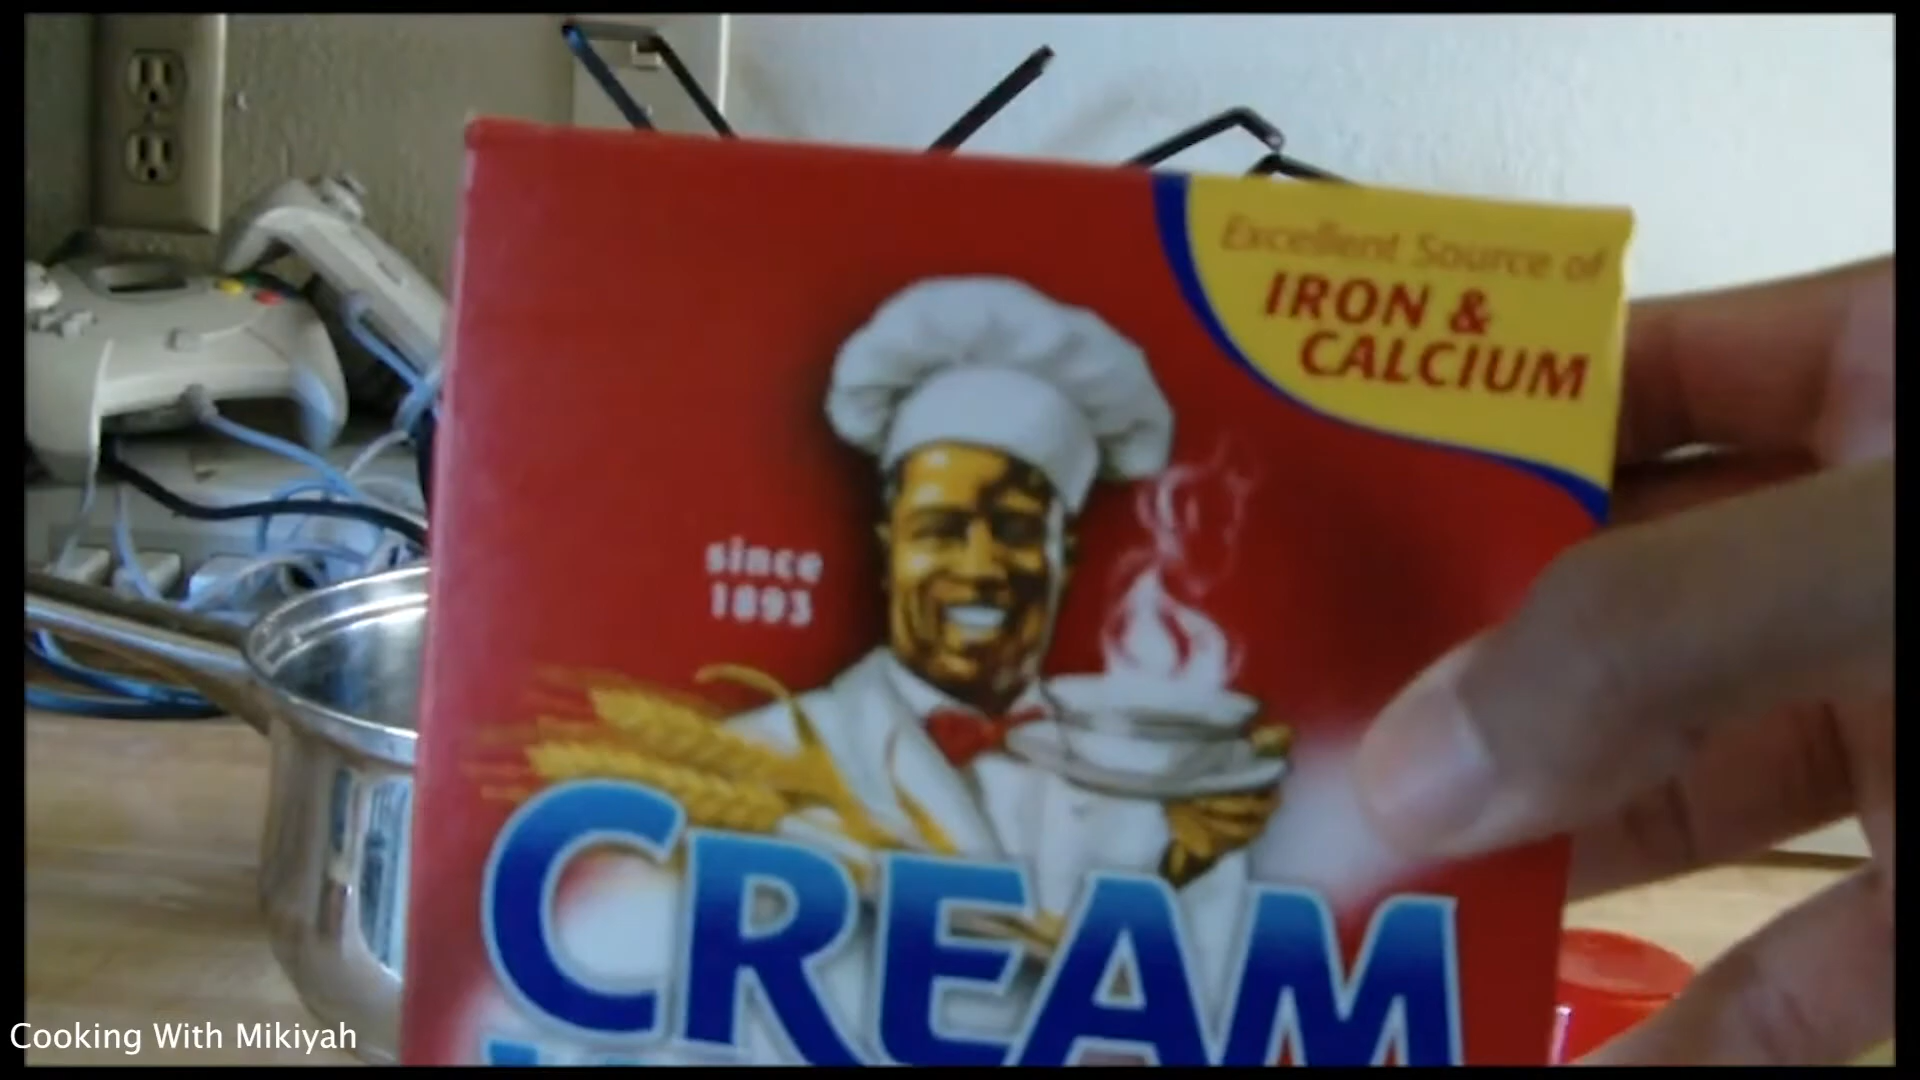 Excellent Source of
IRON &
CALCIUM
since
1893
CREAM
Cooking With Mikiyah